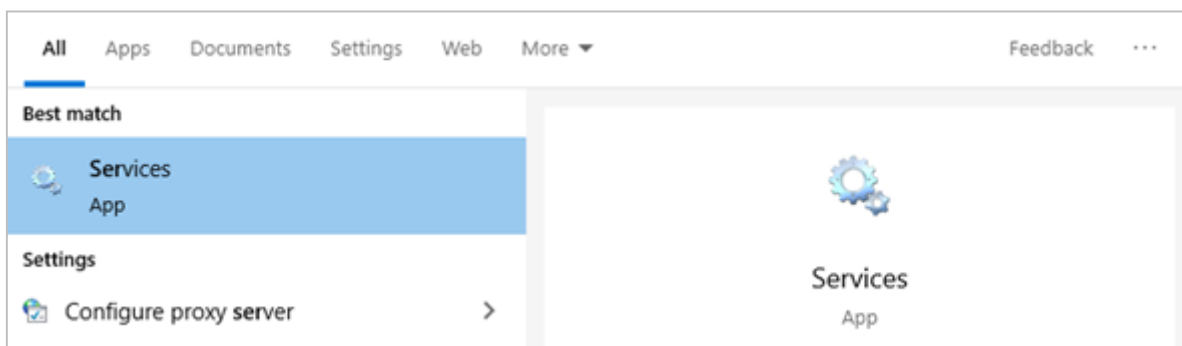 All Apps Documents Settings Web More Feedback ...
Best match
Services
App
Settings
Configure proxy server
Services
App